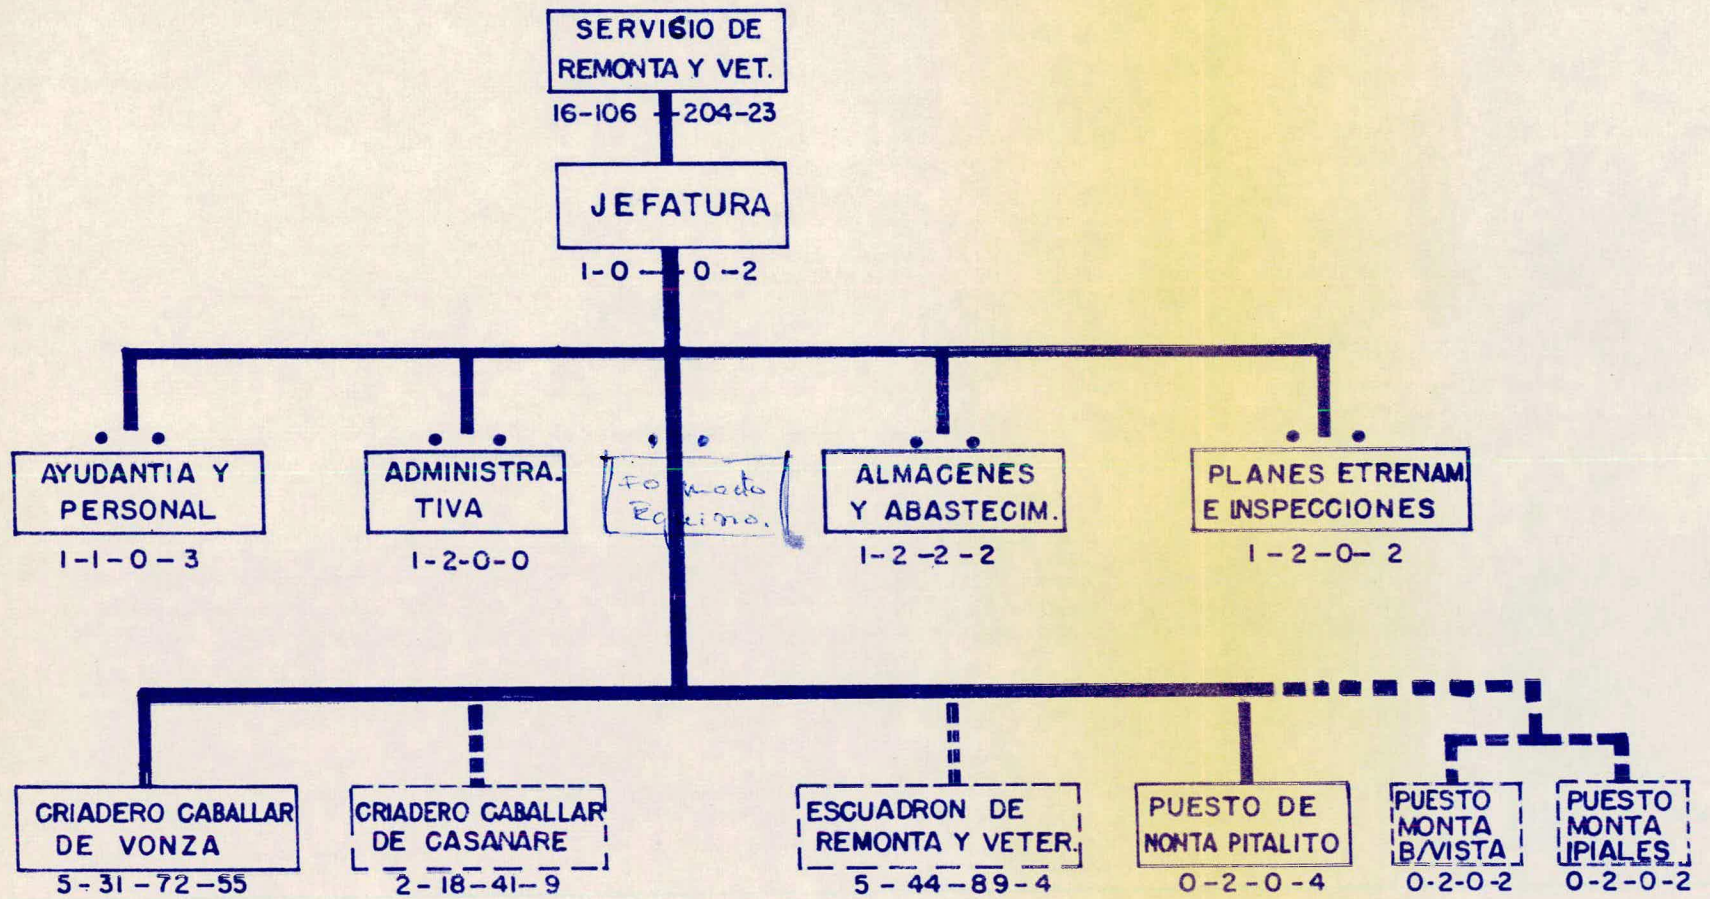 SERVICIO DE
REMONTA Y VET.
16-106-204-23
JEFATURA
1-0-0-2
AYUDANTIA Y
PERSONAL
1-1-0-3
ADMINISTRA.
TIVA
1-2-0-0
Fomento
Equino.
ALMACENES
Y ABASTECIM.
1-2-2-2
PLANES ETRENAM.
E INSPECCIONES
1-2-0-2
CRIADERO CABALLAR
DE VONZA
5-31-72-55
CRIADERO CABALLAR
DE CASANARE
2-18-41-9
ESCUADRON DE
REMONTA Y VETER.
5-44-89-4
PUESTO DE
MONTA PITALITO
0-2-0-4
PUESTO
MONTA
B/VISTA
0-2-0-2
PUESTO
MONTA
IPIALES
0-2-0-2